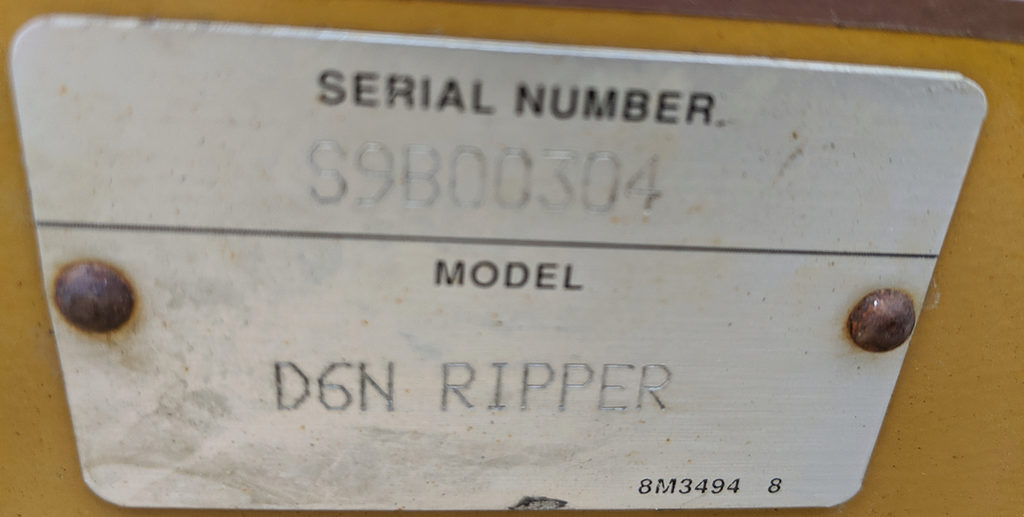 SERIAL NUMBER
S9B00304
MODEL
D6N RIPPER
8M3494 8